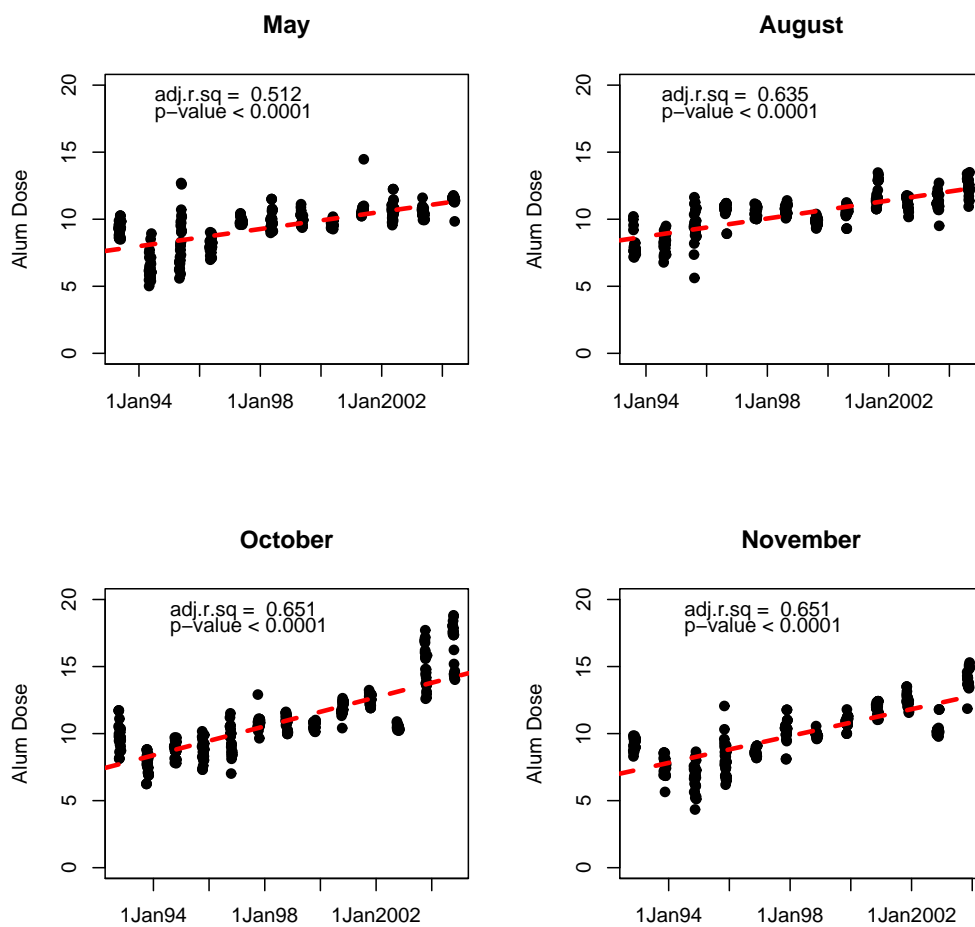 May
adj.r.sq = 0.512
p-value < 0.0001
Alum Dose
20
15
10
5
0
1Jan94 1Jan98 1Jan2002
August
adj.r.sq = 0.635
p-value < 0.0001
Alum Dose
20
15
10
5
0
1Jan94 1Jan98 1Jan2002
October
adj.r.sq = 0.651
p-value < 0.0001
Alum Dose
20
15
10
5
0
1Jan94 1Jan98 1Jan2002
November
adj.r.sq = 0.651
p-value < 0.0001
Alum Dose
20
15
10
5
0
1Jan94 1Jan98 1Jan2002